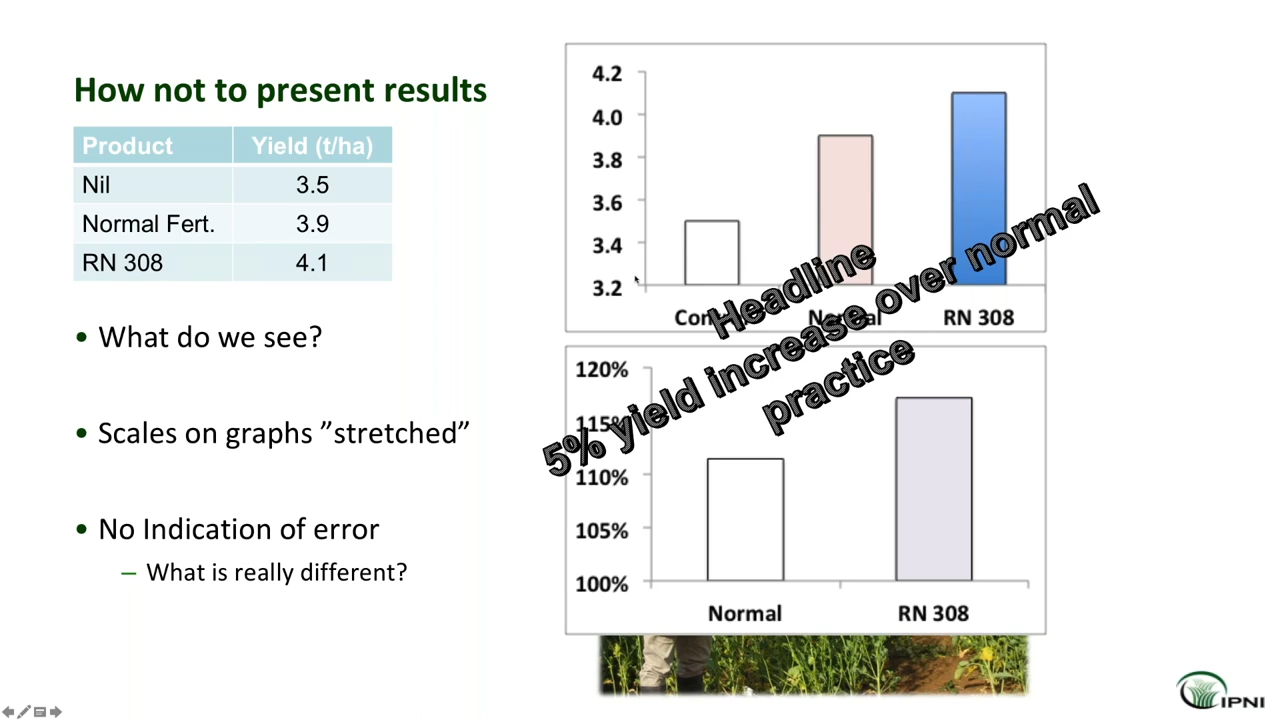 How not to present results
Product Yield (t/ha)
Nil 3.5
Normal Fert. 3.9
RN 308 4.1
• What do we see?
• Scales on graphs ”stretched”
• No Indication of error
– What is really different?
4.2
4.0
3.8
3.6
3.4
3.2
Normal RN 308
Headline
5% yield increase over normal
practice
120%
115%
110%
105%
100%
Normal RN 308
IPNI